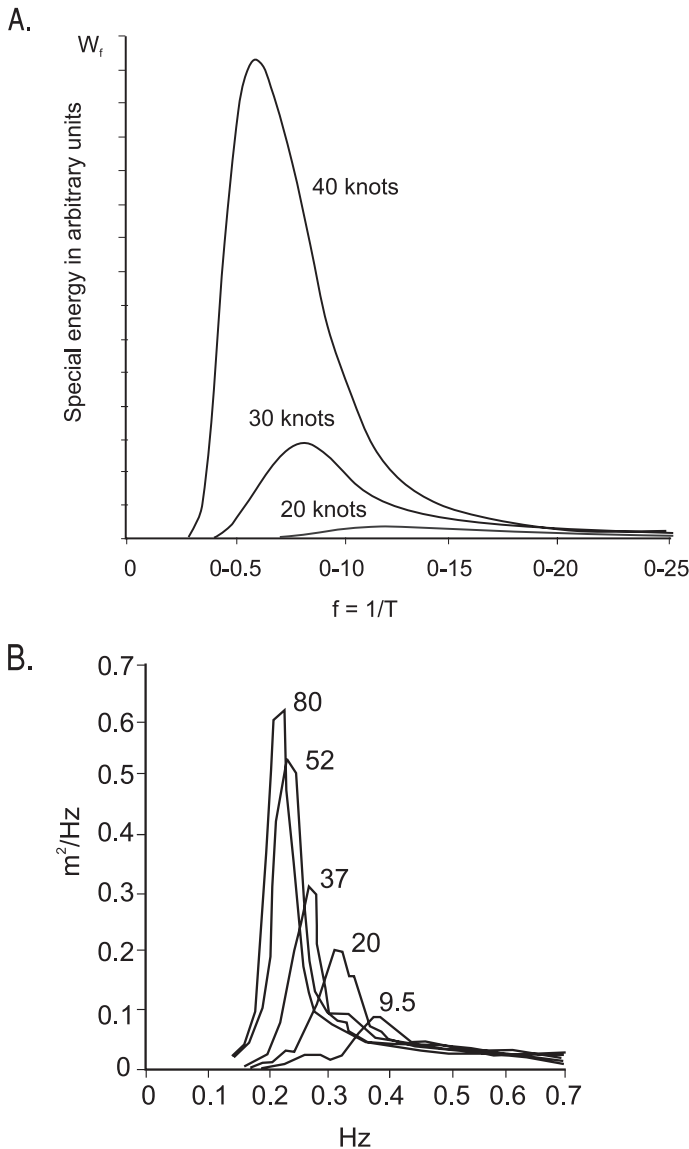 A.
W_f
Special energy in arbitrary units
40 knots
30 knots
20 knots
0 0-0.5 0-10 0-15 0-20 0-25
f = 1/T
B.
0.7
0.6
0.5
0.4
0.3
0.2
0.1
0
m²/Hz
80
52
37
20
9.5
0 0.1 0.2 0.3 0.4 0.5 0.6 0.7
Hz